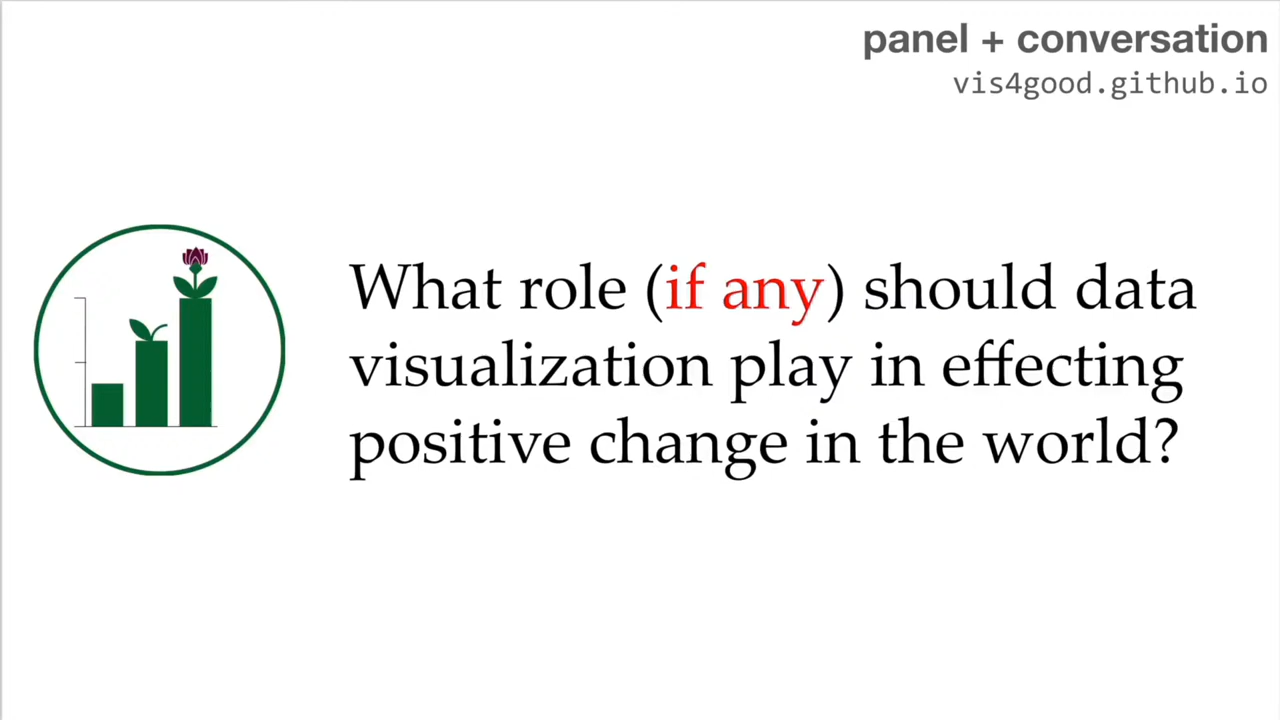 panel + conversation
vis4good.github.io
What role (if any) should data
visualization play in effecting
positive change in the world?